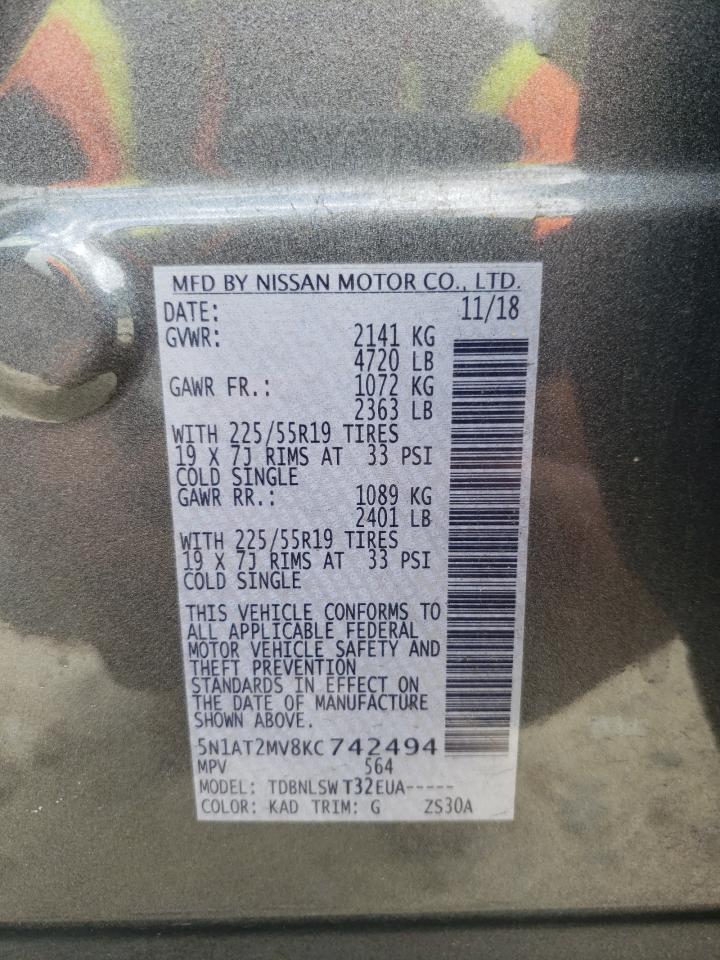 MFD BY NISSAN MOTOR CO., LTD.
DATE: 11/18
GVWR: 2141 KG
4720 LB
GAWR FR.: 1072 KG
2363 LB
WITH 225/55R19 TIRES
19 X 7J RIMS AT 33 PSI
COLD SINGLE
GAWR RR.: 1089 KG
2401 LB
WITH 225/55R19 TIRES
19 X 7J RIMS AT 33 PSI
COLD SINGLE
THIS VEHICLE CONFORMS TO
ALL APPLICABLE FEDERAL
MOTOR VEHICLE SAFETY AND
THEFT PREVENTION
STANDARDS IN EFFECT ON
THE DATE OF MANUFACTURE
SHOWN ABOVE.
5N1AT2MV8KC742494
MPV 564
MODEL: TDBNLSW T32EUA-----
COLOR: KAD TRIM: G ZS30A